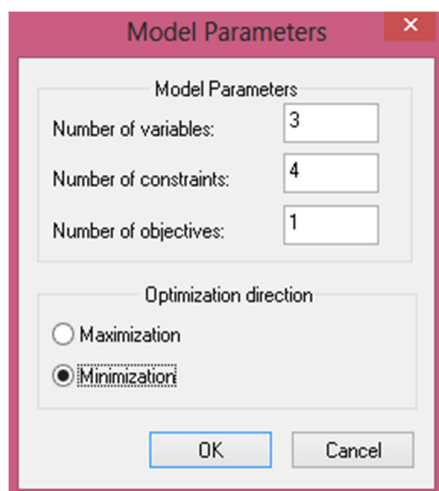 Model Parameters
Model Parameters
Number of variables: 3
Number of constraints: 4
Number of objectives: 1
Optimization direction
Maximization
Minimization
OK Cancel